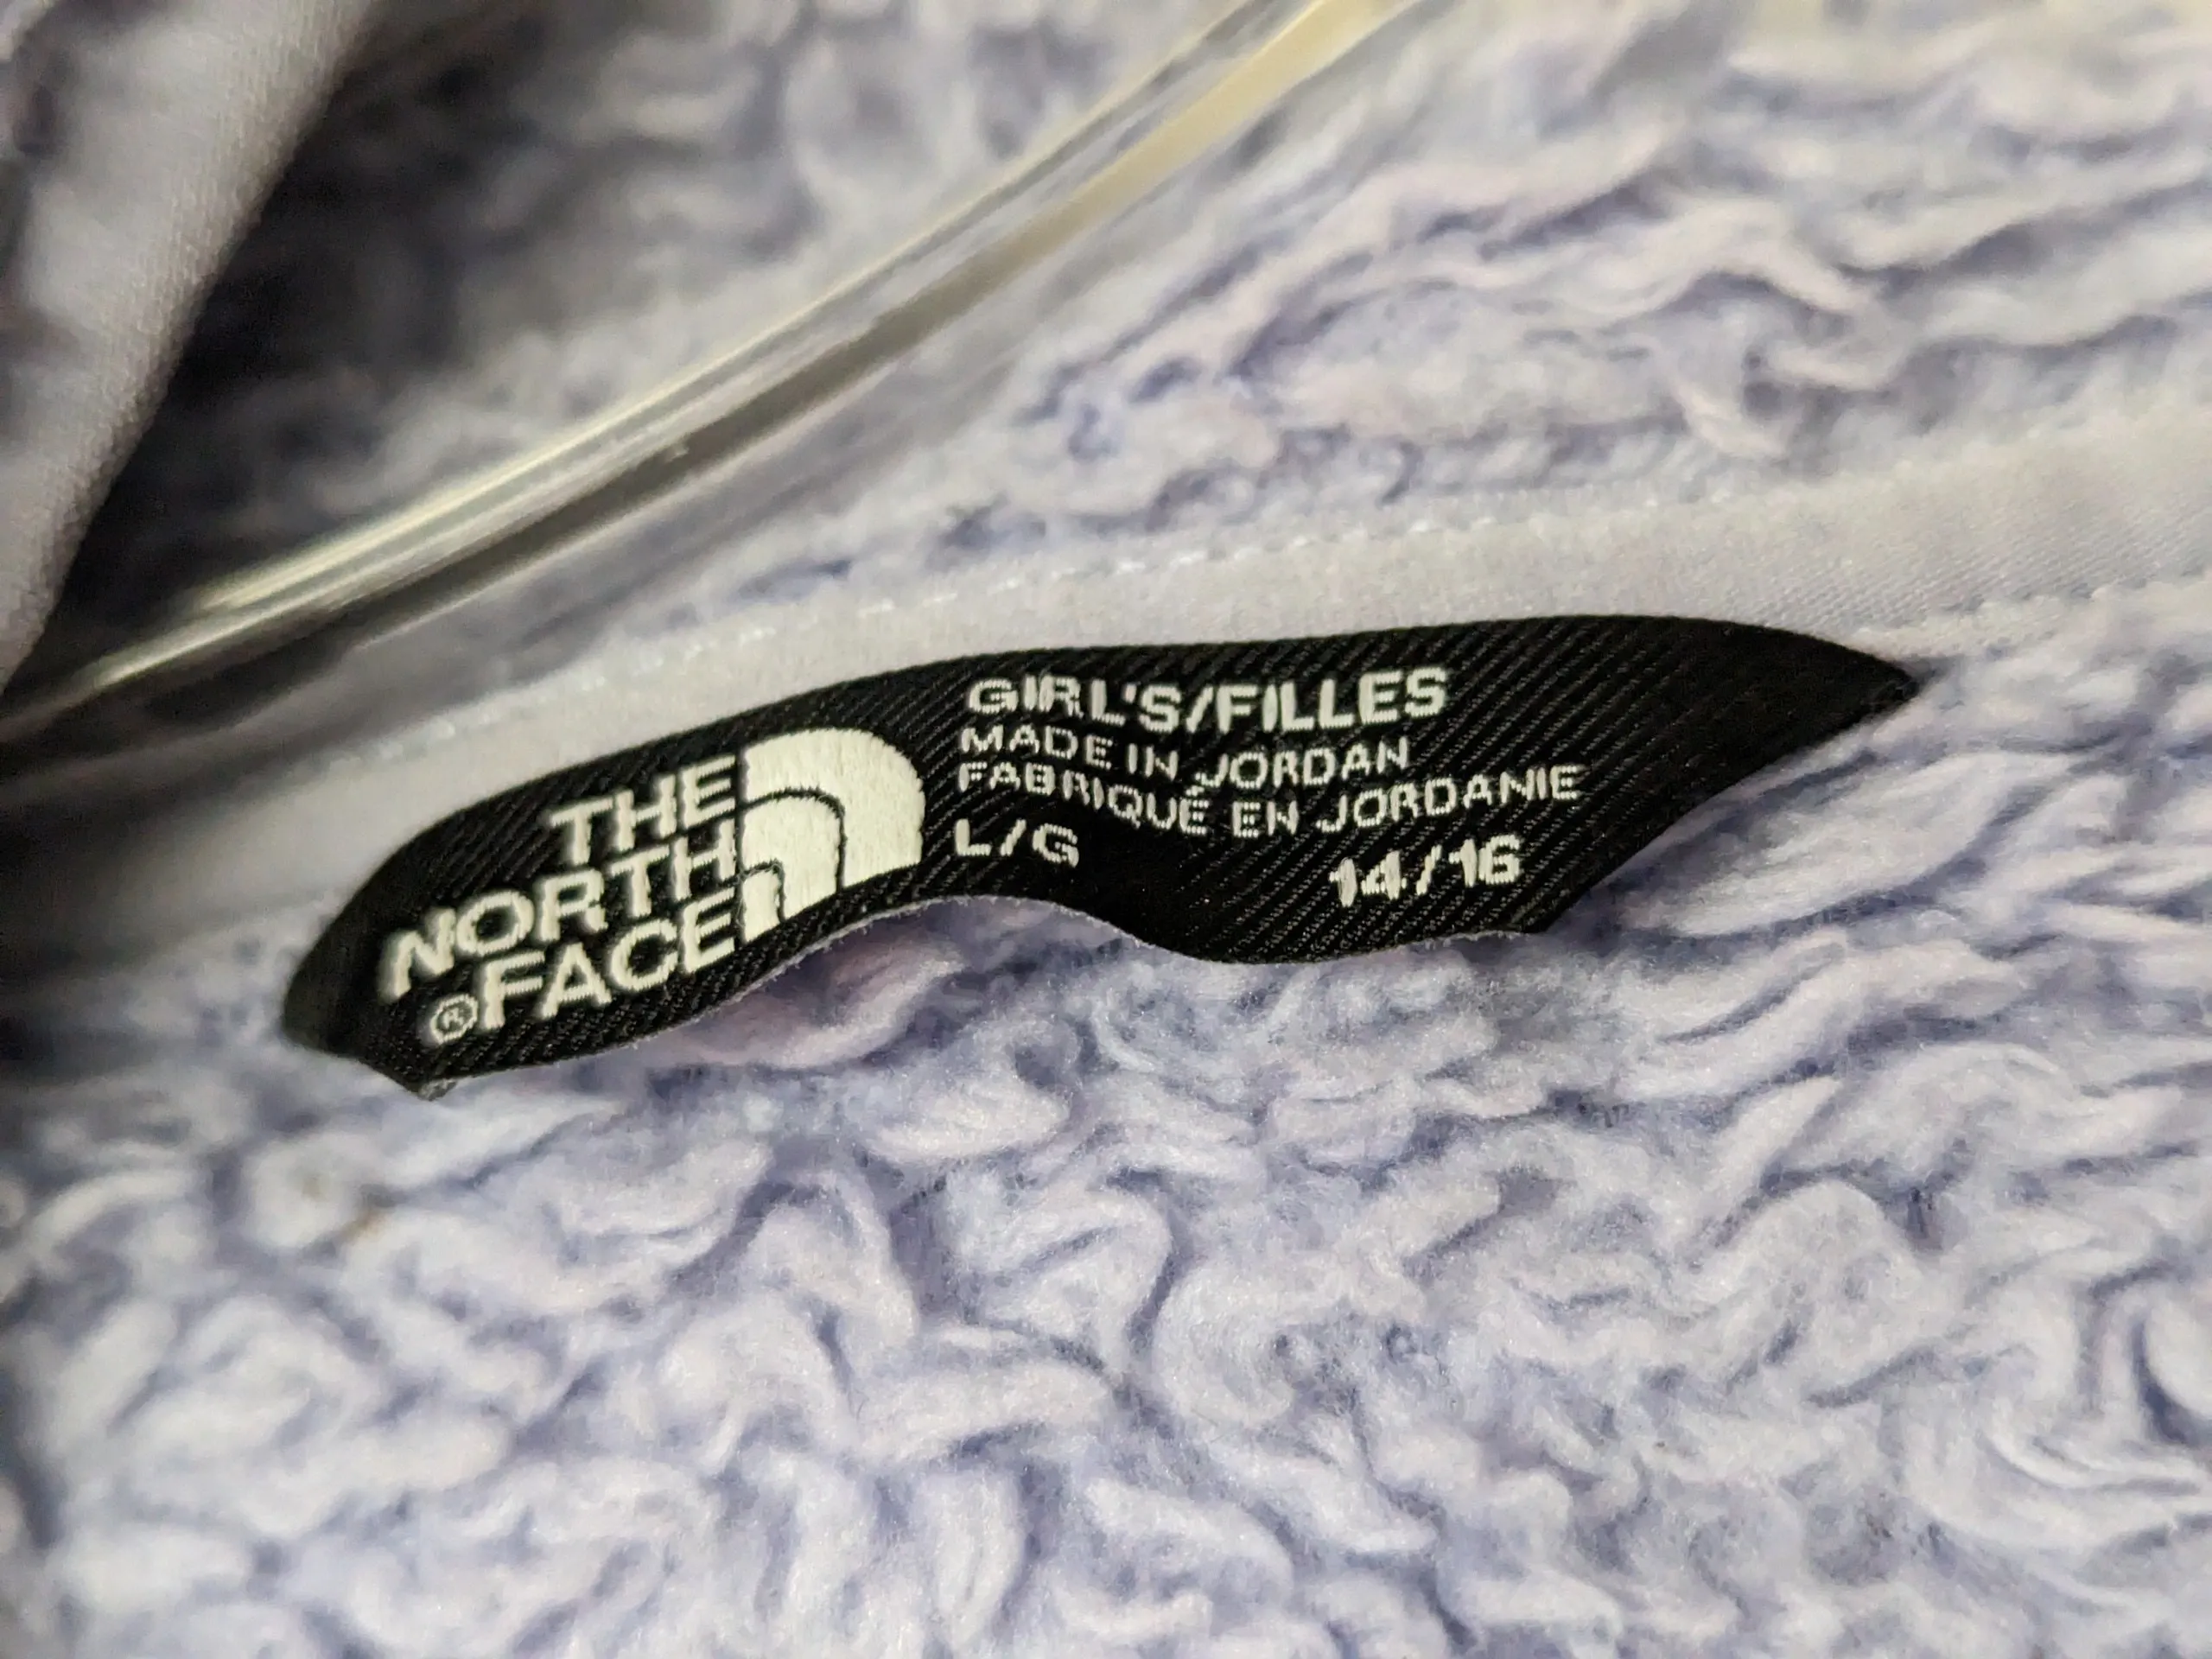 THE
NORTH
FACE
®
GIRL'S/FILLES
MADE IN JORDAN
FABRIQUÉ EN JORDANIE
L/G 14/16